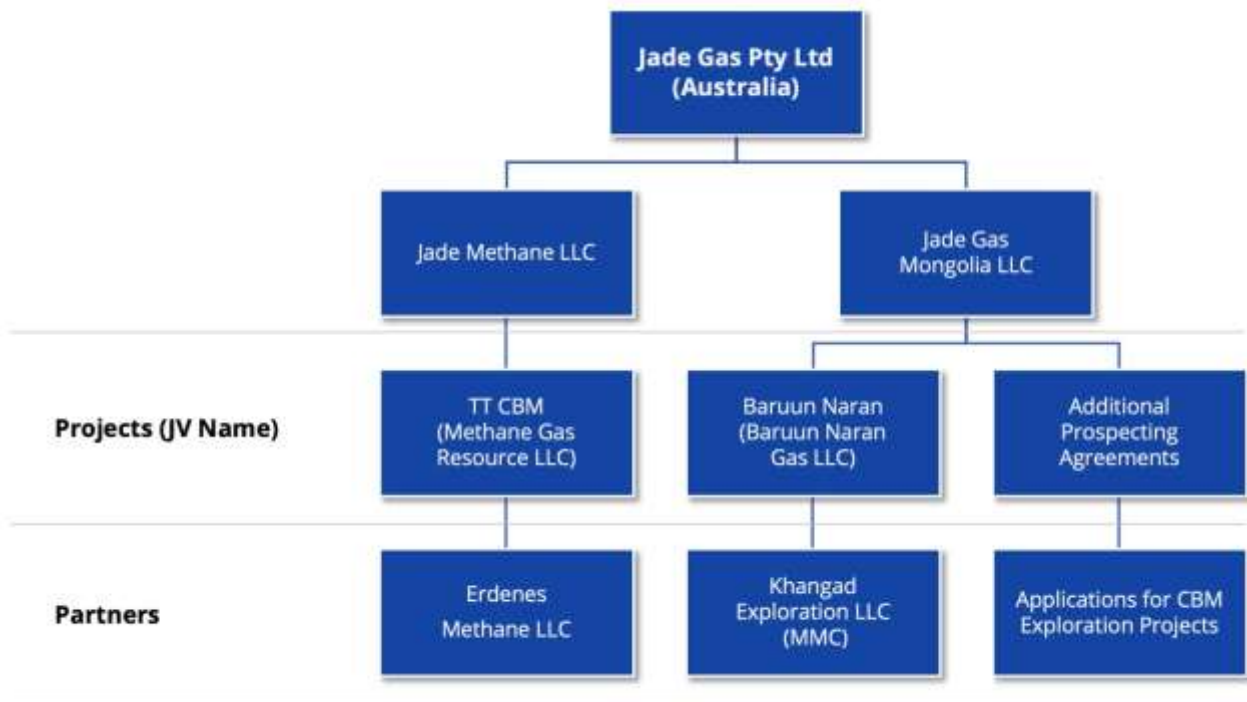 Jade Gas Pty Ltd
(Australia)
Jade Methane LLC
Jade Gas
Mongolia LLC
Projects (JV Name)
TT CBM
(Methane Gas
Resource LLC)
Baruun Naran
(Baruun Naran
Gas LLC)
Additional
Prospecting
Agreements
Partners
Erdenes
Methane LLC
Khangad
Exploration LLC
(MMC)
Applications for CBM
Exploration Projects